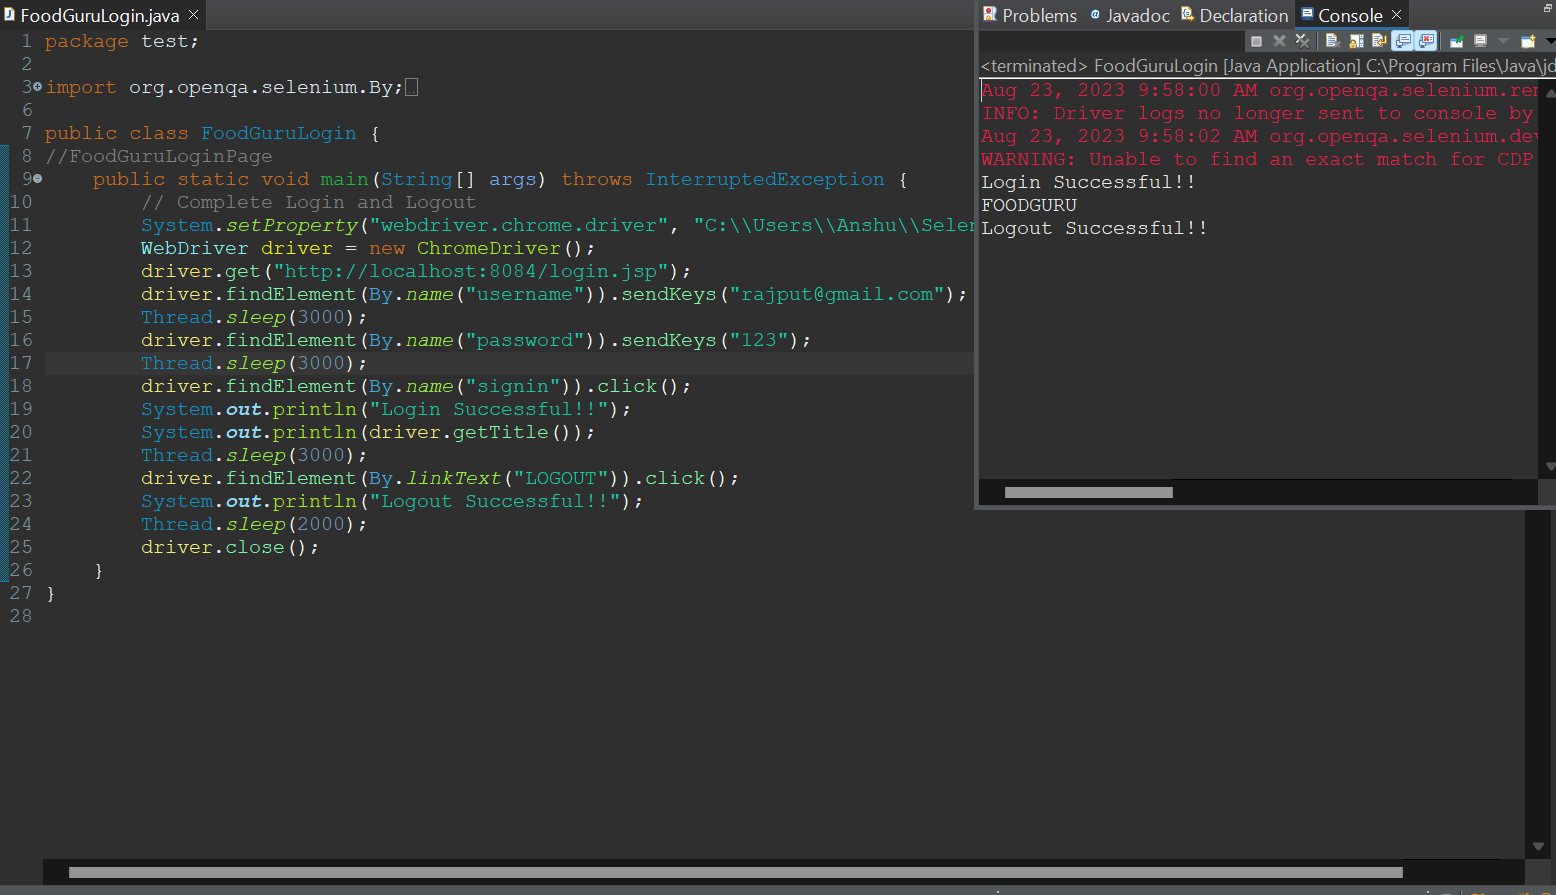 FoodGuruLogin.java
1 package test;
2
3 import org.openqa.selenium.By;
6
7 public class FoodGuruLogin {
8 //FoodGuruLoginPage
9     public static void main(String[] args) throws InterruptedException {
10         // Complete Login and Logout
11         System.setProperty("webdriver.chrome.driver", "C:\\Users\\Anshu\\Selen
12         WebDriver driver = new ChromeDriver();
13         driver.get("http://localhost:8084/login.jsp");
14         driver.findElement(By.name("username")).sendKeys("rajput@gmail.com");
15         Thread.sleep(3000);
16         driver.findElement(By.name("password")).sendKeys("123");
17         Thread.sleep(3000);
18         driver.findElement(By.name("signin")).click();
19         System.out.println("Login Successful!!");
20         System.out.println(driver.getTitle());
21         Thread.sleep(3000);
22         driver.findElement(By.linkText("LOGOUT")).click();
23         System.out.println("Logout Successful!!");
24         Thread.sleep(2000);
25         driver.close();
26     }
27 }
28
Problems Javadoc Declaration Console
<terminated> FoodGuruLogin [Java Application] C:\Program Files\Java\jd
Aug 23, 2023 9:58:00 AM org.openqa.selenium.rem
INFO: Driver logs no longer sent to console by
Aug 23, 2023 9:58:02 AM org.openqa.selenium.dev
WARNING: Unable to find an exact match for CDP
Login Successful!!
FOODGURU
Logout Successful!!